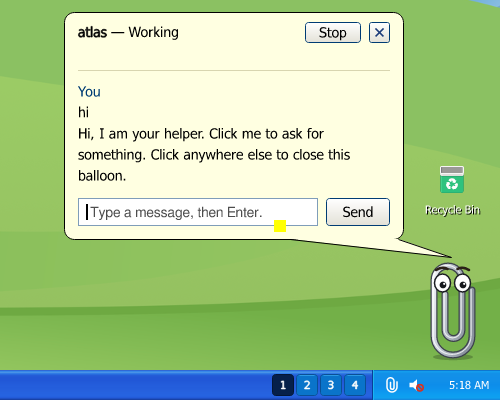 atlas — Working
Stop
You
hi
Hi, I am your helper. Click me to ask for
something. Click anywhere else to close this
balloon.
Type a message, then Enter.
Send
Recycle Bin
1 2 3 4
5:18 AM